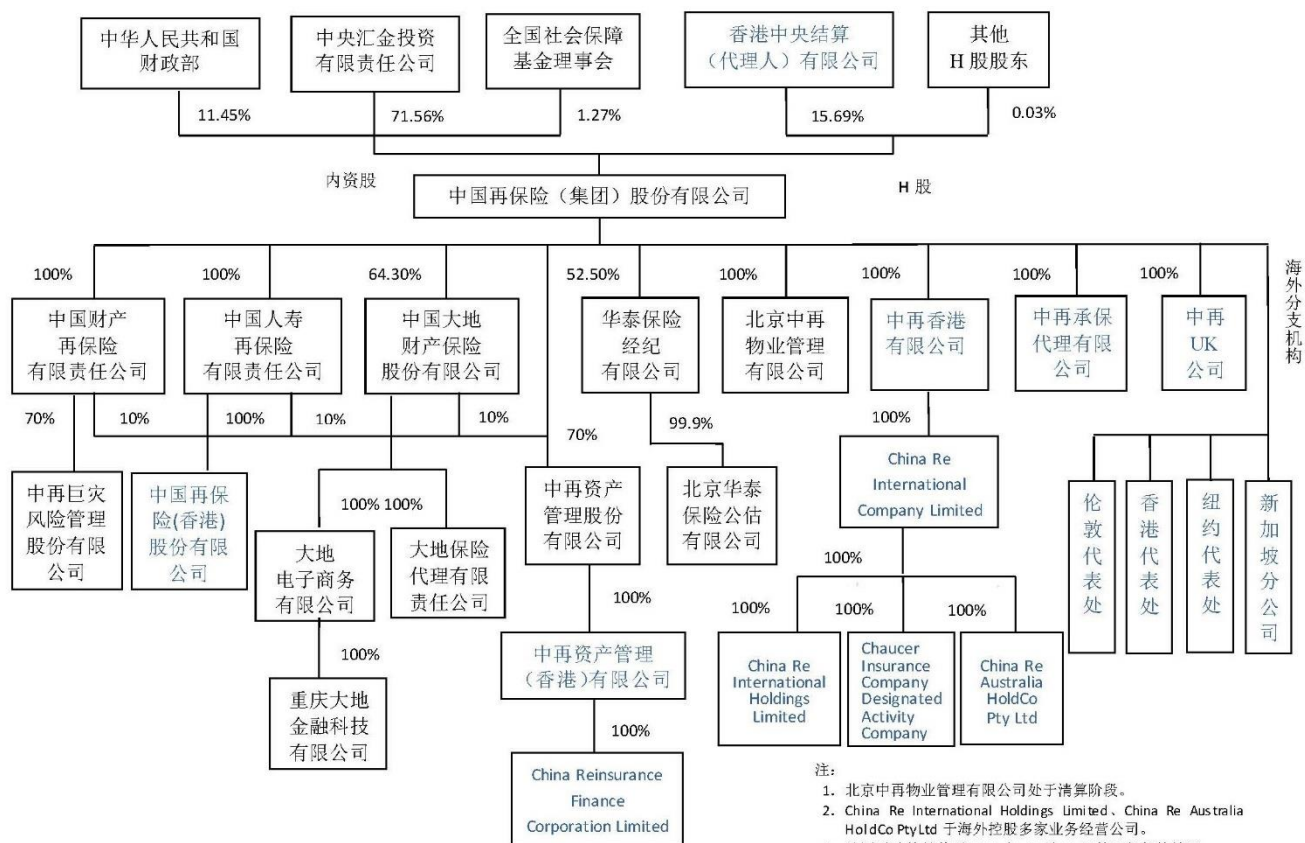 中华人民共和国
财政部
中央汇金投资
有限责任公司
全国社会保障
基金理事会
香港中央结算
（代理人）有限公司
其他
H 股股东
11.45%
71.56%
1.27%
15.69%
0.03%
内资股
H 股
中国再保险（集团）股份有限公司
100%
100%
64.30%
52.50%
100%
100%
100%
100%
海外分支机构
中国财产
再保险
有限责任公司
中国人寿
再保险
有限责任公司
中国大地
财产保险
股份有限公司
华泰保险
经纪
有限公司
北京中再
物业管理
有限公司
中再香港
有限公司
中再承保
代理有限
公司
中再
UK
公司
70%
10%
100%
10%
10%
70%
99.9%
100%
中再巨灾
风险管理
股份有限
公司
中国再保
险(香港)
股份有限
公司
100%
100%
大地
电子商务
有限公司
大地保险
代理有限
责任公司
中再资产
管理股份
有限公司
北京华泰
保险公估
有限公司
China Re
International
Company Limited
伦敦代表处
香港代表处
纽约代表处
新加坡分公司
100%
100%
100%
100%
100%
100%
重庆大地
金融科技
有限公司
中再资产管理
（香港）有限公司
China Re
International
Holdings
Limited
Chaucer
Insurance
Company
Designated
Activity
Company
China Re
Australia
HoldCo
Pty Ltd
100%
China Reinsurance
Finance
Corporation Limited
注：
1. 北京中再物业管理有限公司处于清算阶段。
2. China Re International Holdings Limited、China Re Australia
HoldCo PtyLtd 于海外控股多家业务经营公司。